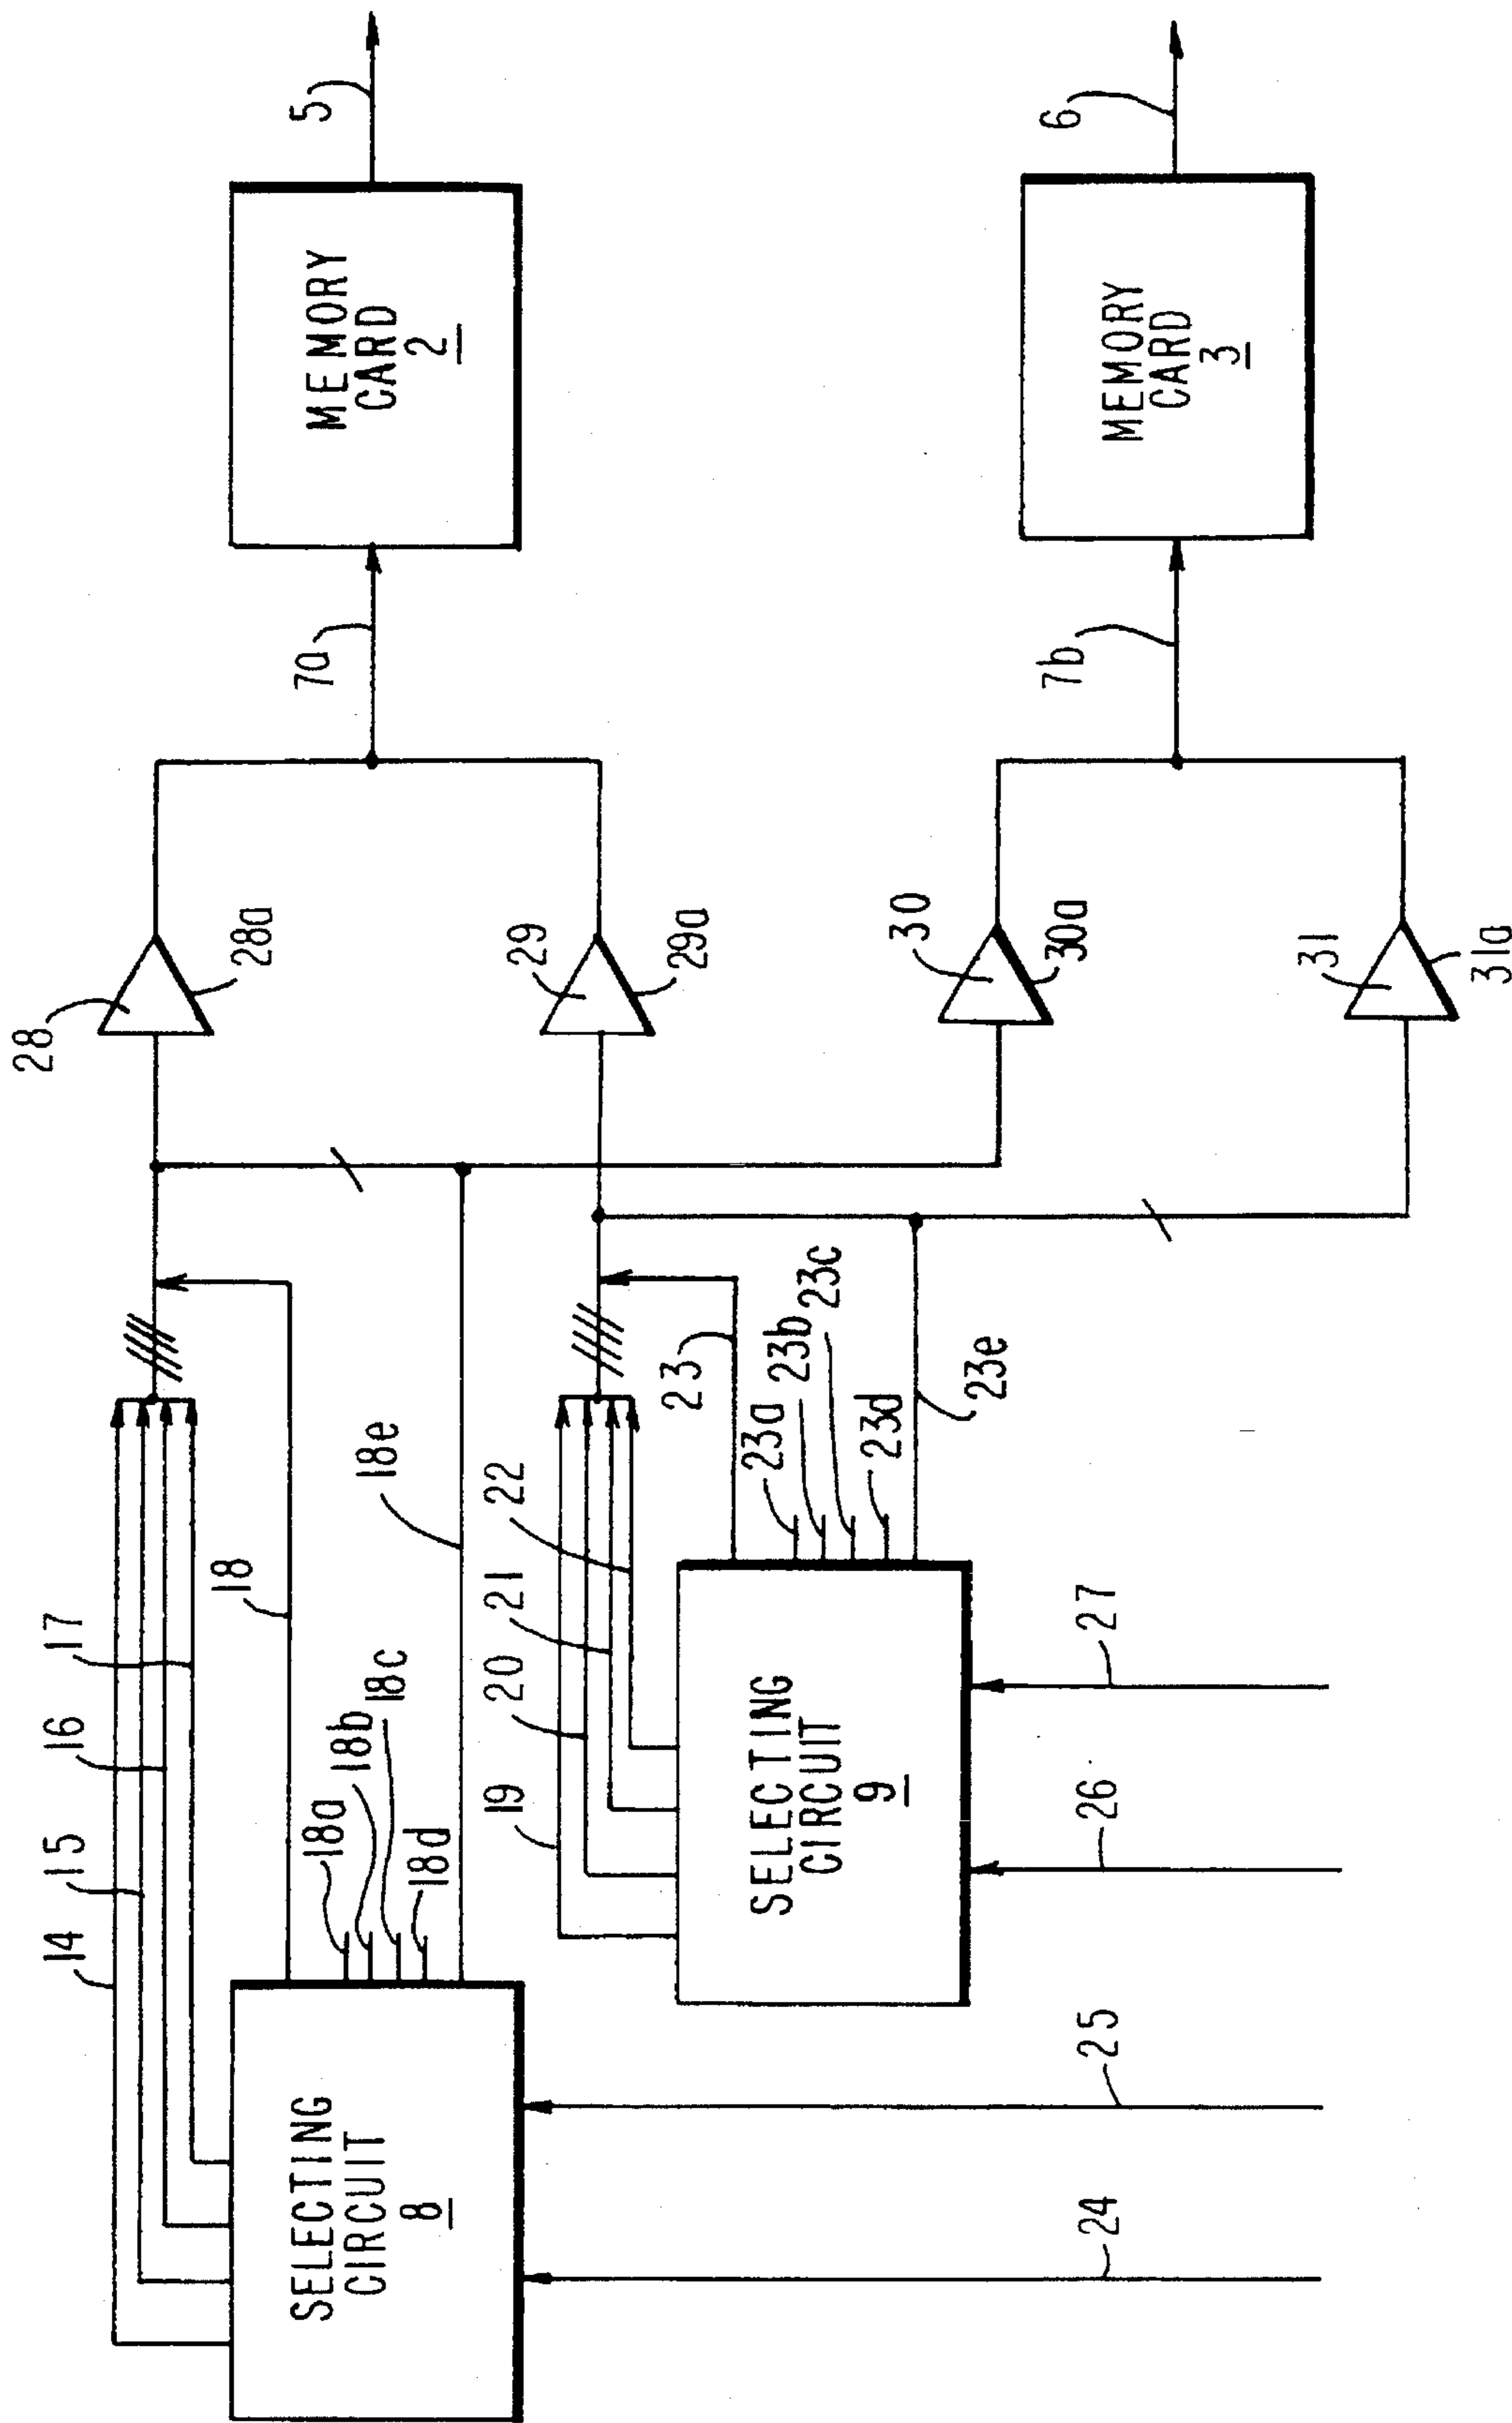 14
15
16
17
18
18a
18b
18c
18d
18e
SELECTING
CIRCUIT
8
24
25
19
20
21
22
23
23a
23b
23c
23d
23e
SELECTING
CIRCUIT
9
26
27
28
28a
29
29a
30
30a
31
31a
7a
7b
MEMORY
CARD
2
5
MEMORY
CARD
3
6